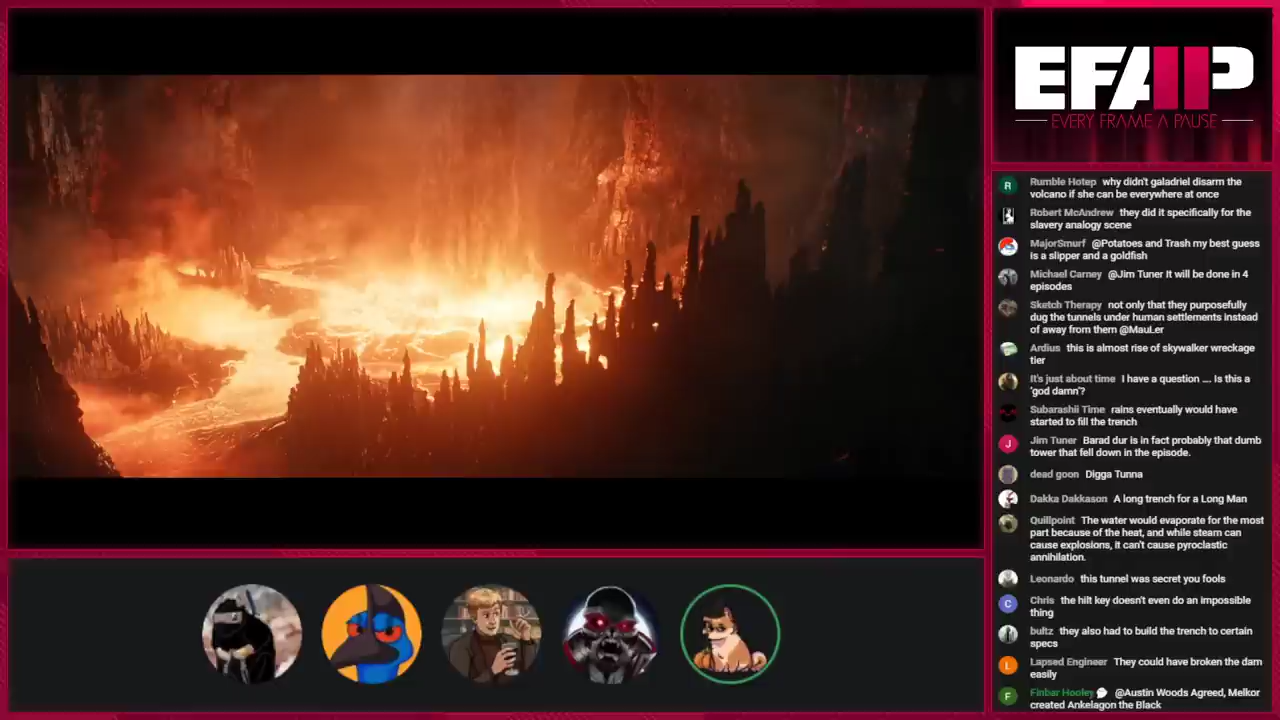 EFAP
EVERY FRAME A PAUSE
R
Rumble Hotep why didn't galadriel disarm the
volcano if she can be everywhere at once
Robert McAndrew they did it specifically for the
slavery analogy scene
MajorSmurf @Potatoes and Trash my best guess
is a slipper and a goldfish
Michael Carney @Jim Tuner It will be done in 4
episodes
Sketch Therapy not only that they purposefully
dug the tunnels under human settlements instead
of away from them @MauLer
Ardius this is almost rise of skywalker wreckage
tier
It's just about time I have a question .... Is this a
'god damn'?
Subarashii Time rains eventually would have
started to fill the trench
J
Jim Tuner Barad dur is in fact probably that dumb
tower that fell down in the episode.
dead goon Digga Tunna
Dakka Dakkason A long trench for a Long Man
Quillpoint The water would evaporate for the most
part because of the heat, and while steam can
cause explosions, it can't cause pyroclastic
annihilation.
Leonardo this tunnel was secret you fools
C
Chris the hilt key doesn't even do an impossible
thing
bultz they also had to build the trench to certain
specs
L
Lapsed Engineer They could have broken the dam
easily
F
Finbar Hooley @Austin Woods Agreed, Melkor
created Ankelagon the Black